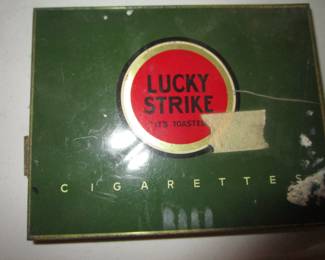 LUCKY
STRIKE
"IT'S TOASTED"
CIGARETTES